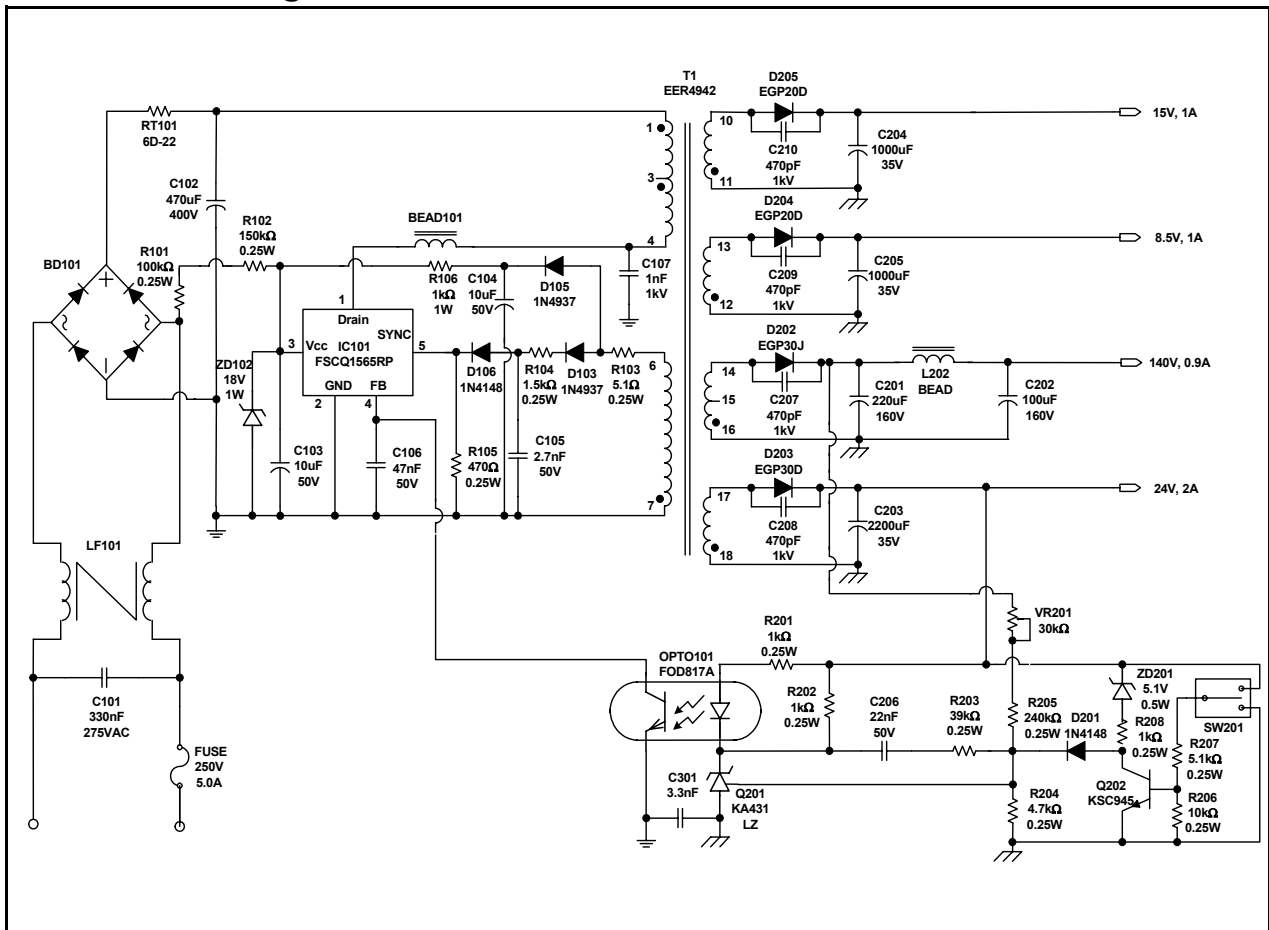 T1
EER4942
D205
EGP20D
10
C210
470pF
1kV
11
C204
1000uF
35V
15V, 1A
RT101
6D-22
1
3
4
C102
470uF
400V
R102
150kΩ
0.25W
BEAD101
D204
EGP20D
13
C209
470pF
1kV
12
C205
1000uF
35V
8.5V, 1A
BD101
R101
100kΩ
0.25W
R106
1kΩ
1W
C104
10uF
50V
D105
1N4937
C107
1nF
1kV
1
Drain
SYNC
5
3
Vcc
IC101
FSCQ1565RP
GND
FB
2
4
ZD102
18V
1W
D106
1N4148
R104
1.5kΩ
0.25W
D103
1N4937
R103
5.1Ω
0.25W
6
7
D202
EGP30J
14
15
16
C207
470pF
1kV
C201
220uF
160V
L202
BEAD
C202
100uF
160V
140V, 0.9A
C103
10uF
50V
C106
47nF
50V
R105
470Ω
0.25W
C105
2.7nF
50V
D203
EGP30D
17
C208
470pF
1kV
18
C203
2200uF
35V
24V, 2A
LF101
C101
330nF
275VAC
FUSE
250V
5.0A
OPTO101
FOD817A
R201
1kΩ
0.25W
R202
1kΩ
0.25W
C206
22nF
50V
R203
39kΩ
0.25W
VR201
30kΩ
R205
240kΩ
0.25W
D201
1N4148
ZD201
5.1V
0.5W
R208
1kΩ
0.25W
SW201
R207
5.1kΩ
0.25W
C301
3.3nF
Q201
KA431
LZ
R204
4.7kΩ
0.25W
Q202
KSC945
R206
10kΩ
0.25W